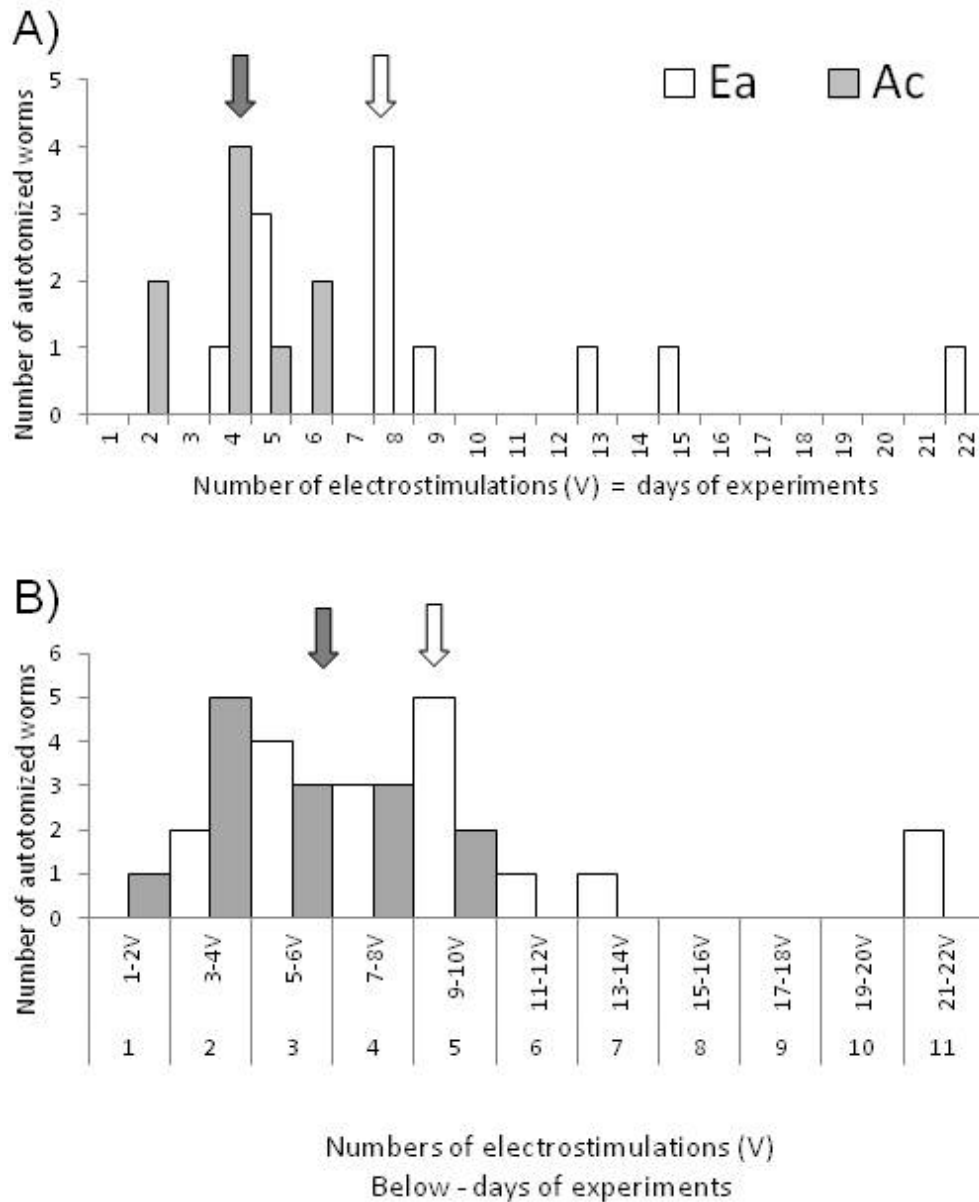 A)
Ea Ac
Number of autotomized worms
5
4
3
2
1
0
1 2 3 4 5 6 7 8 9 10 11 12 13 15 16 17 18 19 20 21 22
Number of electrostimulations (V) = days of experiments
B)
Number of autotomized worms
6
5
4
3
2
1
0
1-2V 3-4V 5-6V 7-8V 9-10V 11-12V 13-14V 15-16V 17-18V 19-20V 21-22V
1 2 3 4 5 6 7 8 9 10 11
Numbers of electrostimulations (V)
Below - days of experiments